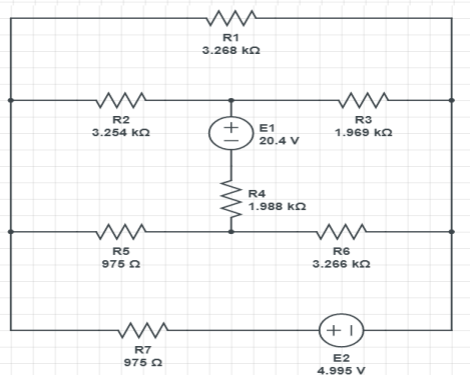 R1
3.268 kΩ
R2
3.254 kΩ
R3
1.969 kΩ
+
E1
20.4 V
R4
1.988 kΩ
R5
975 Ω
R6
3.266 kΩ
R7
975 Ω
+
E2
4.995 V